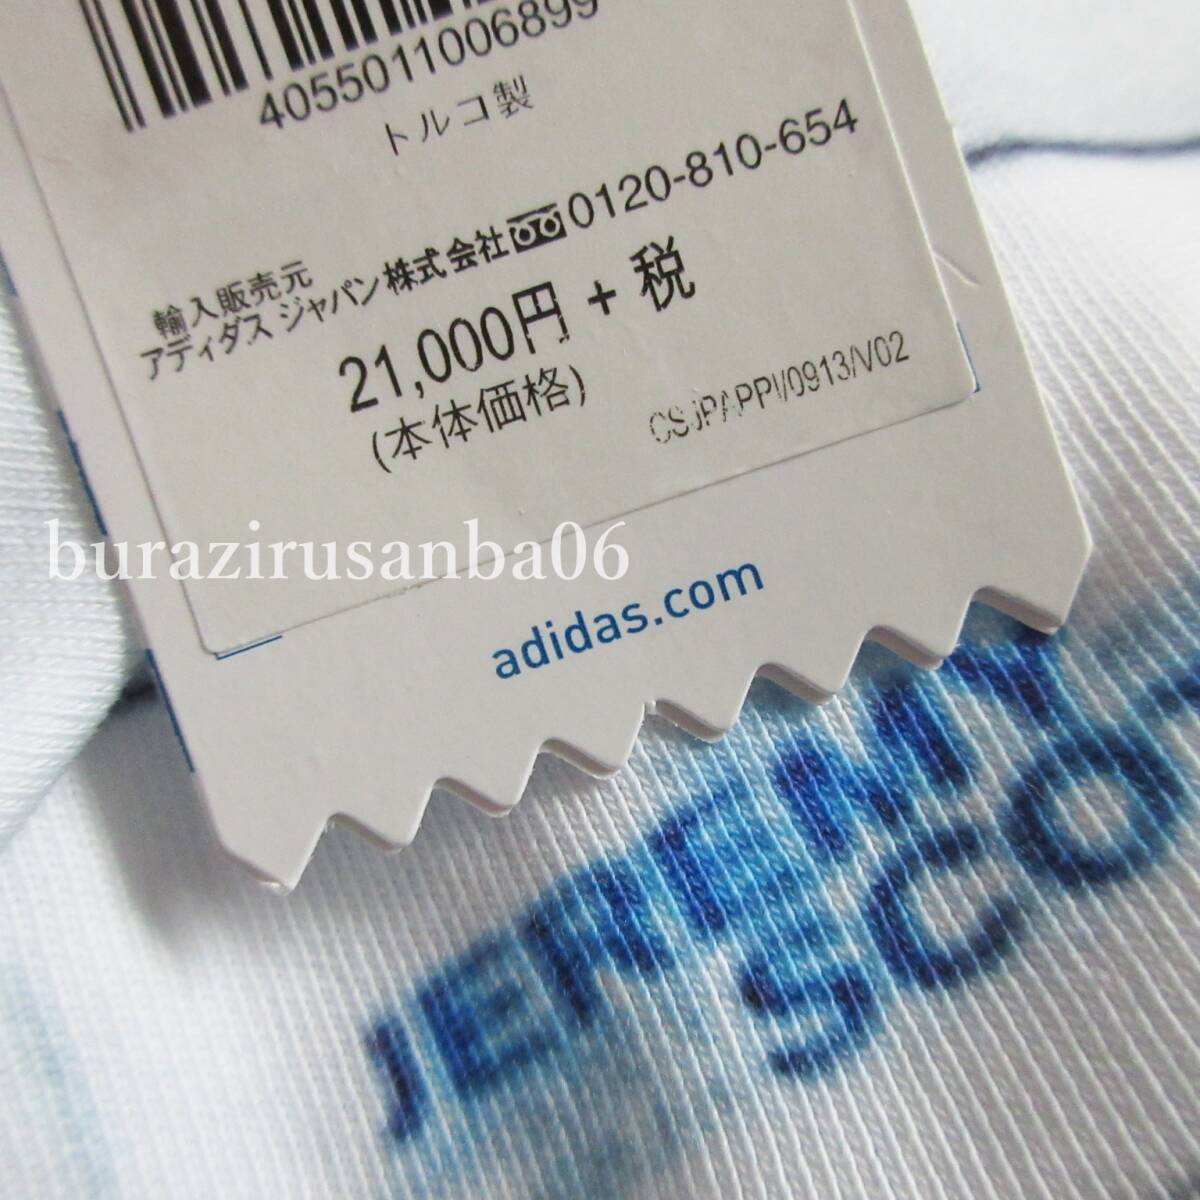 4055011006899
トルコ製
輸入販売元
アディダス ジャパン株式会社 0120-810-654
21,000円 + 税
(本体価格)
CSJPAPPI/0913/V02
burazirusanba06
adidas.com
JEREMY
SCO